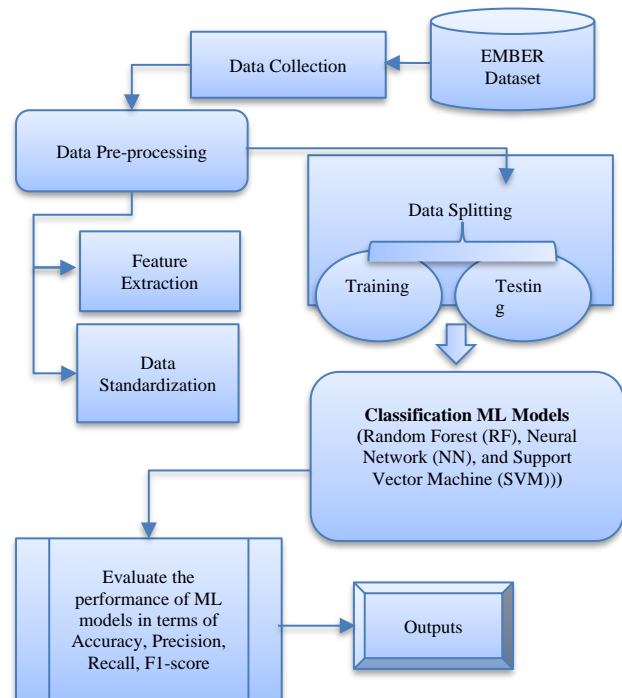 EMBER
Dataset
Data Collection
Data Pre-processing
Data Splitting
Feature
Extraction
Training
Testin
g
Data
Standardization
Classification ML Models
(Random Forest (RF), Neural
Network (NN), and Support
Vector Machine (SVM)))
Evaluate the
performance of ML
models in terms of
Accuracy, Precision,
Recall, F1-score
Outputs